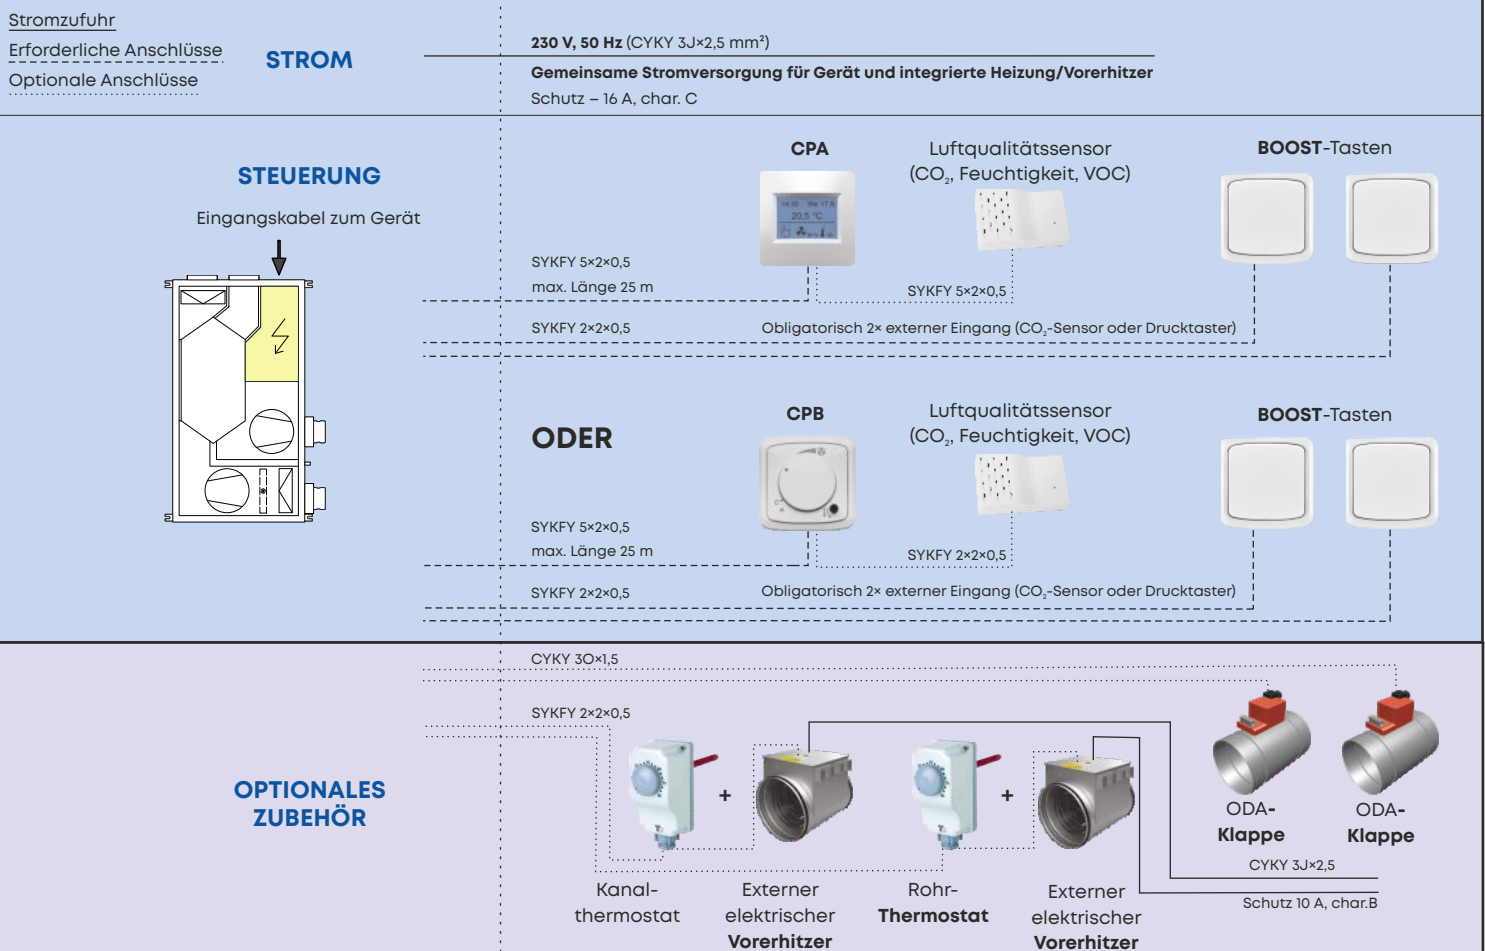 Stromzufuhr
Erforderliche Anschlüsse
Optionale Anschlüsse
STROM
230 V, 50 Hz (CYKY 3J×2,5 mm²)
Gemeinsame Stromversorgung für Gerät und integrierte Heizung/Vorerhitzer
Schutz – 16 A, char. C
STEUERUNG
Eingangskabel zum Gerät
CPA
Luftqualitätssensor
(CO₂, Feuchtigkeit, VOC)
BOOST-Tasten
20.5 °C
SYKFY 5×2×0,5
max. Länge 25 m
SYKFY 5×2×0,5
SYKFY 2×2×0,5
Obligatorisch 2× externer Eingang (CO₂-Sensor oder Drucktaster)
ODER
CPB
Luftqualitätssensor
(CO₂, Feuchtigkeit, VOC)
BOOST-Tasten
SYKFY 5×2×0,5
max. Länge 25 m
SYKFY 2×2×0,5
SYKFY 2×2×0,5
Obligatorisch 2× externer Eingang (CO₂-Sensor oder Drucktaster)
OPTIONALES
ZUBEHÖR
CYKY 3O×1,5
SYKFY 2×2×0,5
+
+
Kanal-
thermostat
Externer
elektrischer
Vorerhitzer
Rohr-
Thermostat
Externer
elektrischer
Vorerhitzer
ODA-
Klappe
ODA-
Klappe
CYKY 3J×2,5
Schutz 10 A, char.B